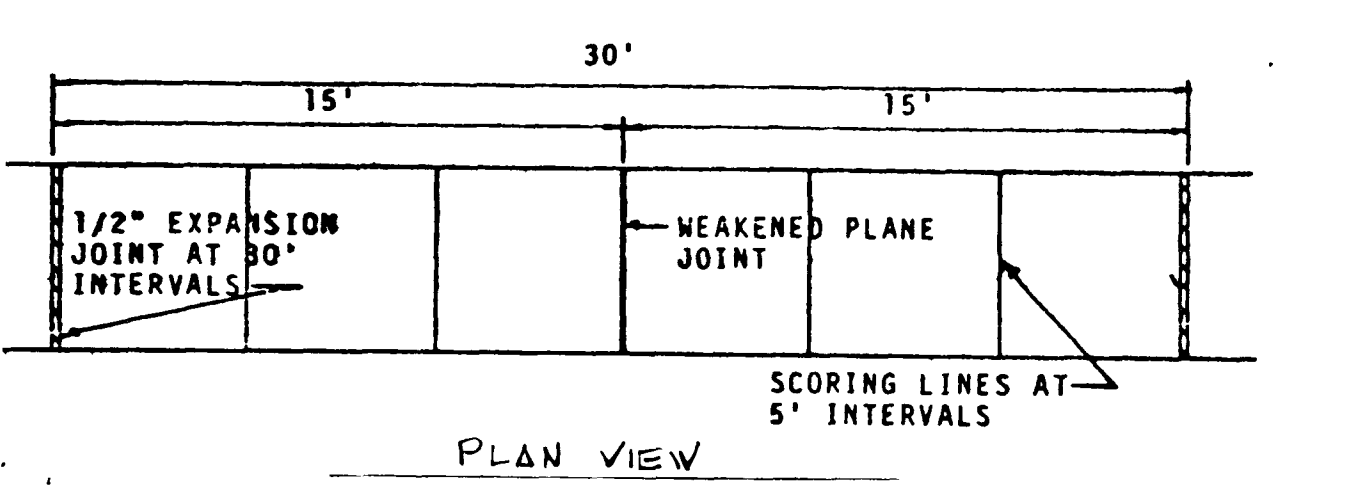 30'
15'
15'
1/2" EXPANSION
JOINT AT 30'
INTERVALS
WEAKENED PLANE
JOINT
SCORING LINES AT
5' INTERVALS
PLAN VIEW